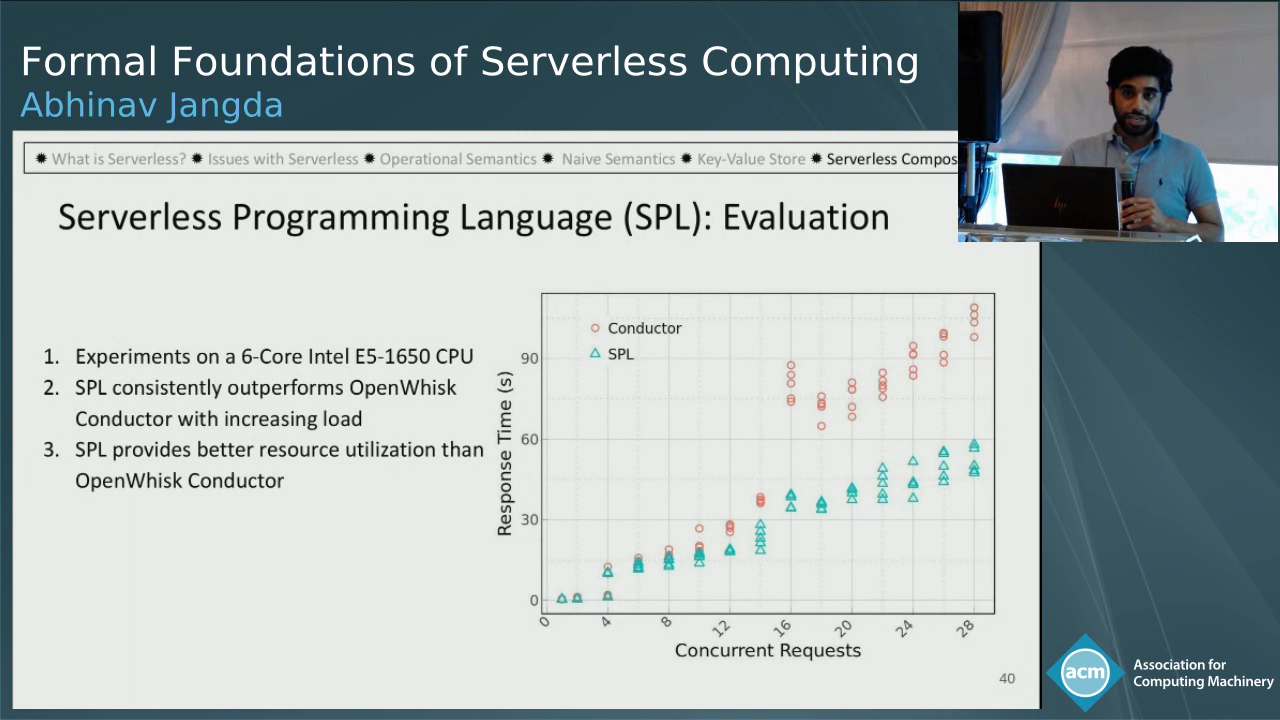 Formal Foundations of Serverless Computing
Abhinav Jangda
✹ What is Serverless? ✹ Issues with Serverless ✹ Operational Semantics ✹ Naive Semantics ✹ Key-Value Store ✹ Serverless Compos
Serverless Programming Language (SPL): Evaluation
1. Experiments on a 6-Core Intel E5-1650 CPU
2. SPL consistently outperforms OpenWhisk
Conductor with increasing load
3. SPL provides better resource utilization than
OpenWhisk Conductor
Conductor
SPL
Response Time (s)
90
60
30
0
0 4 8 12 16 20 24 28
Concurrent Requests
40
hp
acm
Association for
Computing Machinery